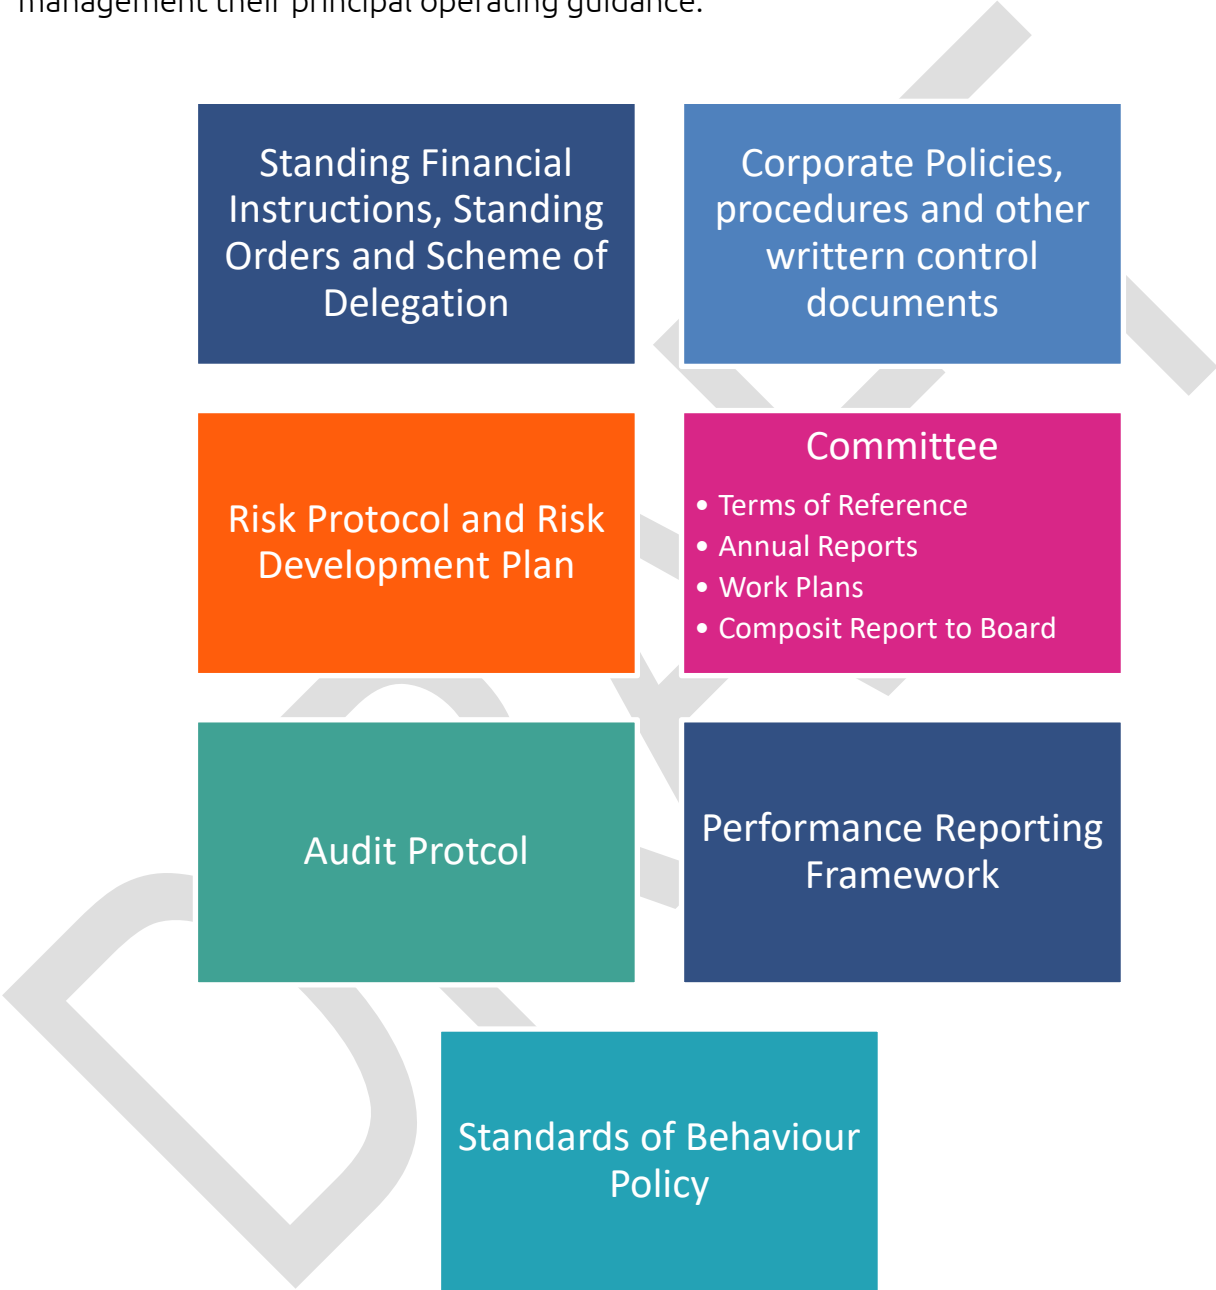 management their principal operating guidance.
Standing Financial
Instructions, Standing
Orders and Scheme of
Delegation
Corporate Policies,
procedures and other
writtern control
documents
Risk Protocol and Risk
Development Plan
Committee
• Terms of Reference
• Annual Reports
• Work Plans
• Composit Report to Board
Audit Protcol
Performance Reporting
Framework
Standards of Behaviour
Policy